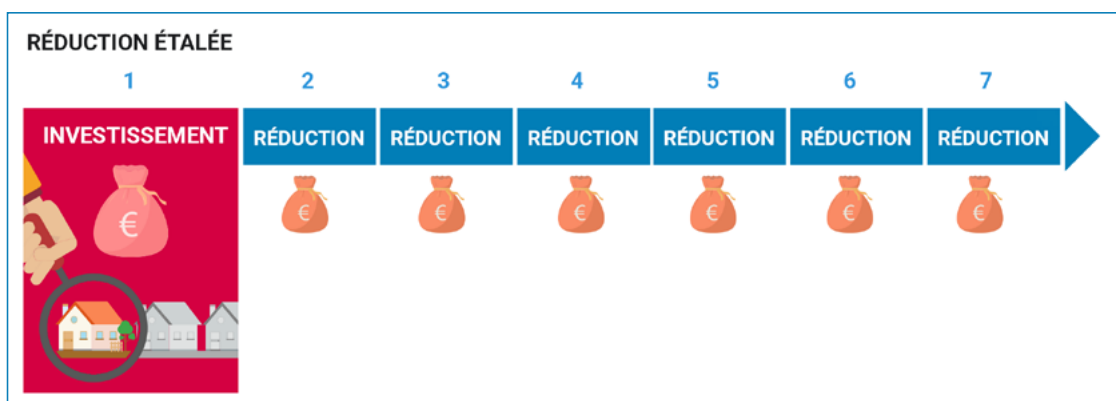 RÉDUCTION ÉTALÉE
1 2 3 4 5 6 7
INVESTISSEMENT RÉDUCTION RÉDUCTION RÉDUCTION RÉDUCTION RÉDUCTION RÉDUCTION
€ € € € € € €